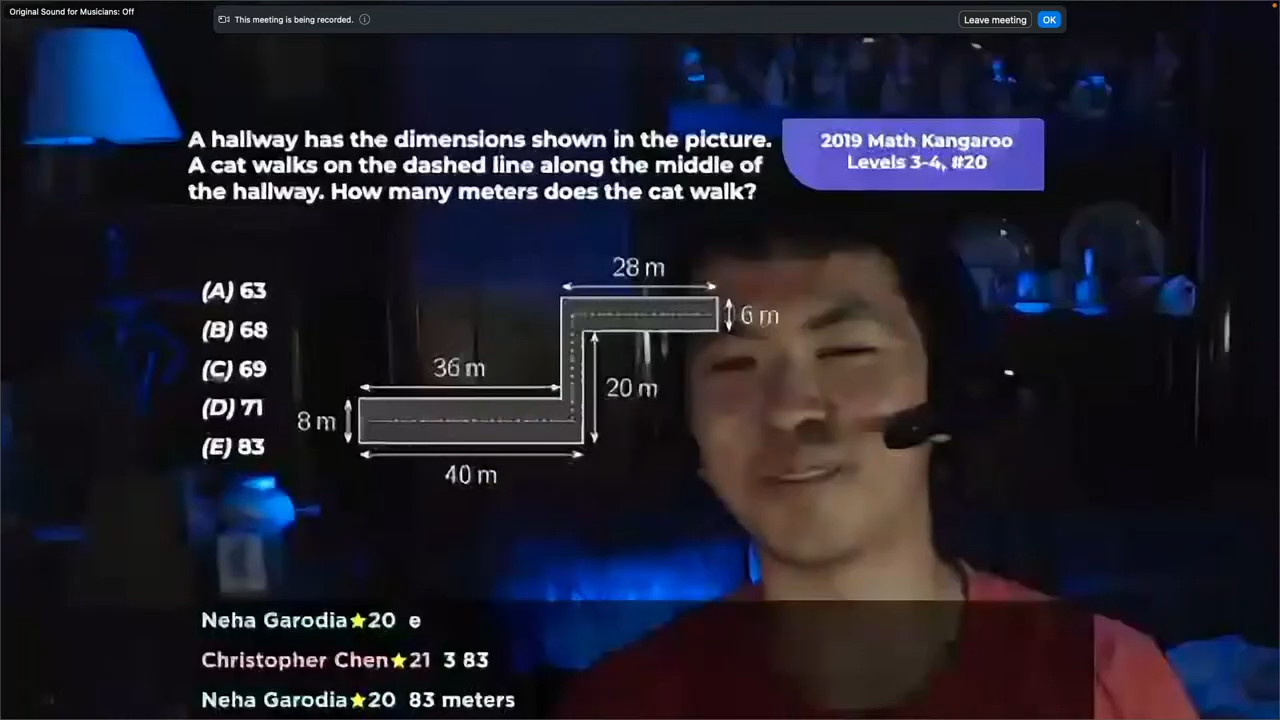 Original Sound for Musicians: Off
This meeting is being recorded.
Leave meeting
OK
A hallway has the dimensions shown in the picture.
A cat walks on the dashed line along the middle of
the hallway. How many meters does the cat walk?
2019 Math Kangaroo
Levels 3-4, #20
(A) 63
(B) 68
(C) 69
(D) 71
(E) 83
28 m
6 m
36 m
20 m
8 m
40 m
Neha Garodia⭐20 e
Christopher Chen⭐21 3 83
Neha Garodia⭐20 83 meters